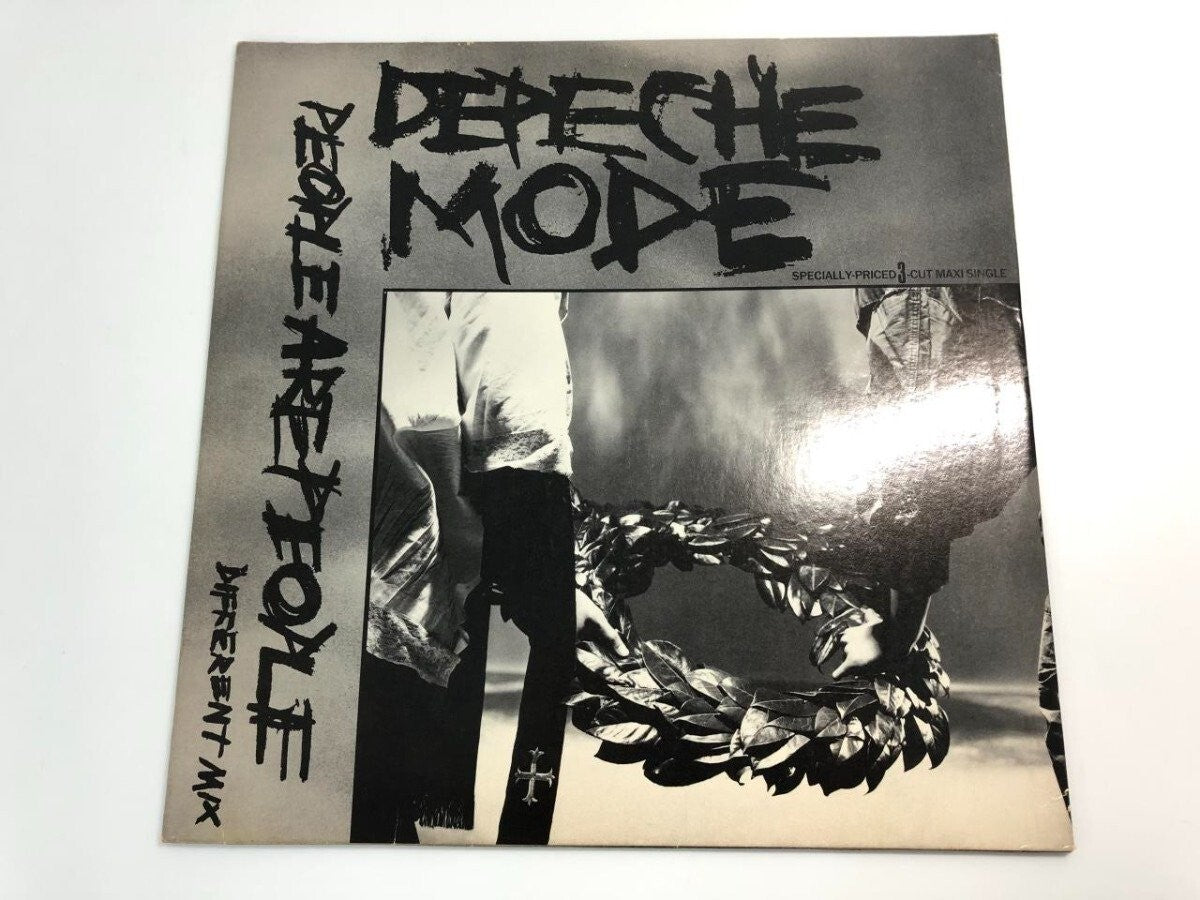 DEPECHE
MODE
SPECIALLY-PRICED 3-CUT MAXI SINGLE
PEOPLE ARE PEOPLE
DIFFERENT MIX